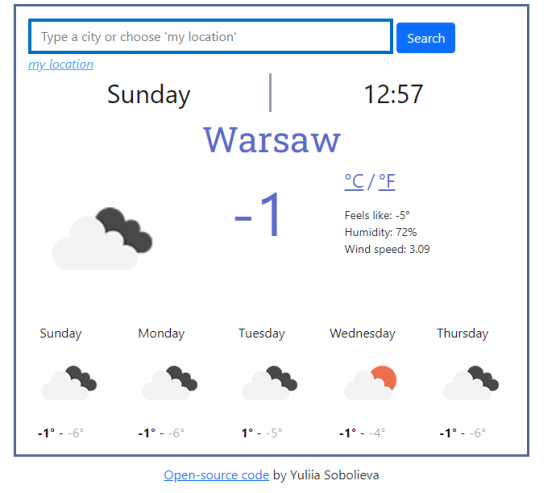 Type a city or choose 'my location'
Search
my location
Sunday
12:57
Warsaw
-1
°C / °F
Feels like: -5°
Humidity: 72%
Wind speed: 3.09
Sunday Monday Tuesday Wednesday Thursday
-1° - -6° -1° - -6° 1° - -5° -1° - -4° -1° - -6°
Open-source code by Yuliia Sobolieva